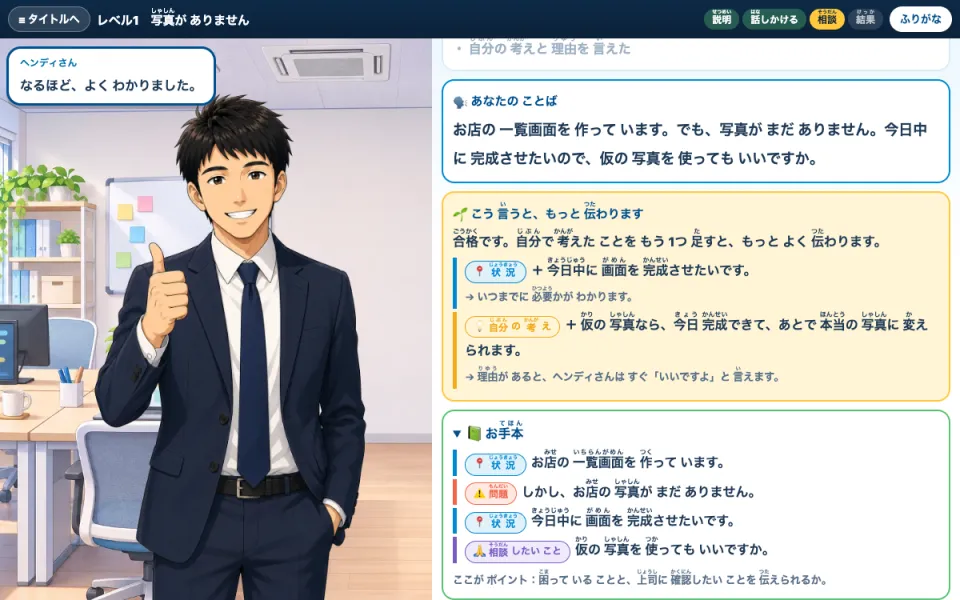 ≡ タイトルへ
レベル1 写真が ありません
説明
話しかける
相談
結果
ふりがな
ヘンディさん
なるほど、よく わかりました。
・自分の 考えと 理由を 言えた
あなたの ことば
お店の 一覧画面を 作って います。でも、写真が まだ ありません。今日中
に 完成させたいので、仮の 写真を 使っても いいですか。
こう 言うと、もっと 伝わります
合格です。自分で 考えた ことを もう 1つ 足すと、もっと よく 伝わります。
状況 ＋ 今日中に 画面を 完成させたいです。
→ いつまでに 必要かが わかります。
自分の 考え ＋ 仮の 写真なら、今日 完成できて、あとで 本当の 写真に 変え
られます。
→ 理由が あると、ヘンディさんは すぐ「いいですよ」と 言えます。
▼ お手本
状況 お店の 一覧画面を 作って います。
問題 しかし、お店の 写真が まだ ありません。
状況 今日中に 画面を 完成させたいです。
相談 したい こと 仮の 写真を 使っても いいですか。
ここが ポイント：困って いる ことと、上司に 確認したい ことを 伝えられるか。